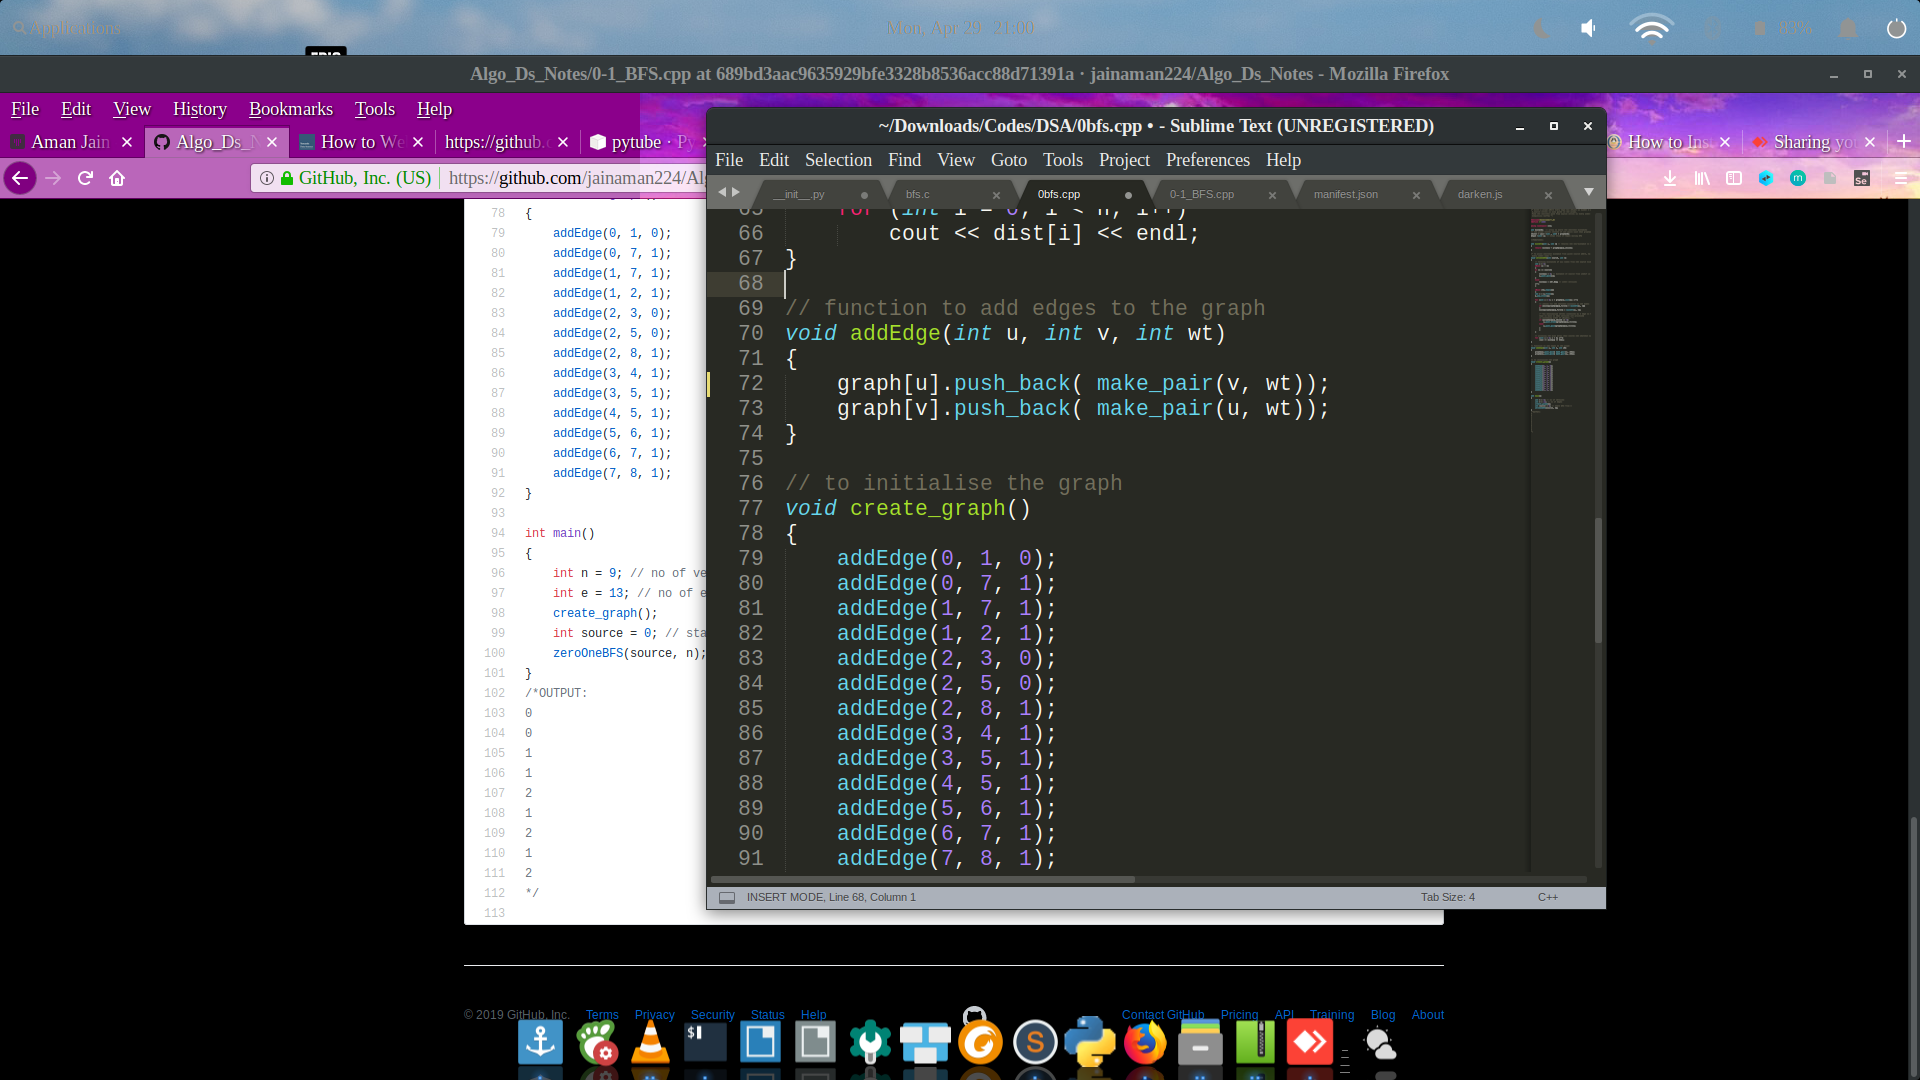 Applications
Mon, Apr 29 21:00
83%
Algo_Ds_Notes/0-1_BFS.cpp at 689bd3aac9635929bfe3328b8536acc88d71391a · jainaman224/Algo_Ds_Notes - Mozilla Firefox
File Edit View History Bookmarks Tools Help
Aman Jain
Algo_Ds_N
How to We
https://github.c
pytube · Py
How to Inst
Sharing you
GitHub, Inc. (US)
https://github.com/jainaman224/Alg
78 {
79 addEdge(0, 1, 0);
80 addEdge(0, 7, 1);
81 addEdge(1, 7, 1);
82 addEdge(1, 2, 1);
83 addEdge(2, 3, 0);
84 addEdge(2, 5, 0);
85 addEdge(2, 8, 1);
86 addEdge(3, 4, 1);
87 addEdge(3, 5, 1);
88 addEdge(4, 5, 1);
89 addEdge(5, 6, 1);
90 addEdge(6, 7, 1);
91 addEdge(7, 8, 1);
92 }
93
94 int main()
95 {
96 int n = 9; // no of ve
97 int e = 13; // no of e
98 create_graph();
99 int source = 0; // sta
100 zeroOneBFS(source, n);
101 }
102 /*OUTPUT:
103 0
104 0
105 1
106 1
107 2
108 1
109 2
110 1
111 2
112 */
113
~/Downloads/Codes/DSA/0bfs.cpp • - Sublime Text (UNREGISTERED)
File Edit Selection Find View Goto Tools Project Preferences Help
__init__.py
bfs.c
0bfs.cpp
0-1_BFS.cpp
manifest.json
darken.js
65 for (int i = 0; i < n; i++)
66 cout << dist[i] << endl;
67 }
68
69 // function to add edges to the graph
70 void addEdge(int u, int v, int wt)
71 {
72 graph[u].push_back( make_pair(v, wt));
73 graph[v].push_back( make_pair(u, wt));
74 }
75
76 // to initialise the graph
77 void create_graph()
78 {
79 addEdge(0, 1, 0);
80 addEdge(0, 7, 1);
81 addEdge(1, 7, 1);
82 addEdge(1, 2, 1);
83 addEdge(2, 3, 0);
84 addEdge(2, 5, 0);
85 addEdge(2, 8, 1);
86 addEdge(3, 4, 1);
87 addEdge(3, 5, 1);
88 addEdge(4, 5, 1);
89 addEdge(5, 6, 1);
90 addEdge(6, 7, 1);
91 addEdge(7, 8, 1);
INSERT MODE, Line 68, Column 1
Tab Size: 4
C++
© 2019 GitHub, Inc. Terms Privacy Security Status Help
Contact GitHub Pricing API Training Blog About